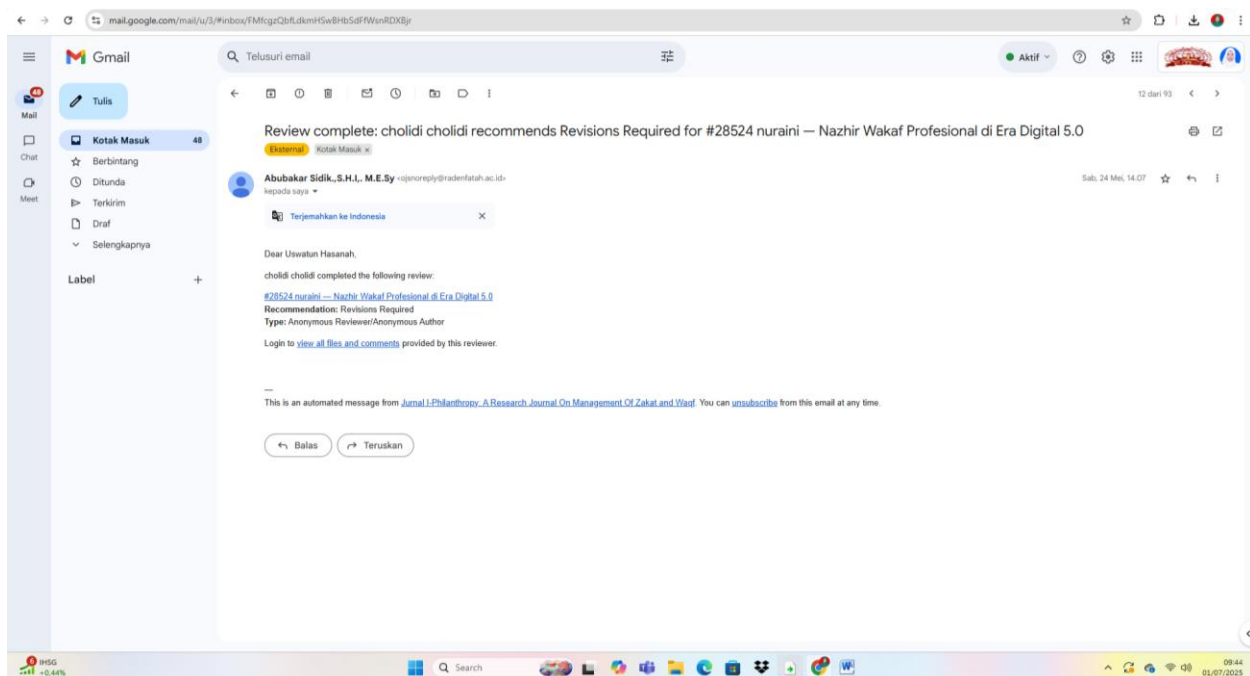 mail.google.com/mail/u/3/#inbox/FMfcgzQbfLdkmHSwBHbSdFfWsnRDXBjr
Gmail
Telusuri email
Aktif
48
Mail
Chat
Meet
Tulis
Kotak Masuk 48
Berbintang
Ditunda
Terkirim
Draf
Selengkapnya
Label
12 dari 93
Review complete: cholidi cholidi recommends Revisions Required for #28524 nuraini — Nazhir Wakaf Profesional di Era Digital 5.0
Eksternal Kotak Masuk x
Abubakar Sidik,.S.H.I,. M.E.Sy <ojsnoreply@radenfatah.ac.id>
Sab, 24 Mei, 14.07
kepada saya
Terjemahkan ke Indonesia
Dear Uswatun Hasanah,
cholidi cholidi completed the following review:
#28524 nuraini — Nazhir Wakaf Profesional di Era Digital 5.0
Recommendation: Revisions Required
Type: Anonymous Reviewer/Anonymous Author
Login to view all files and comments provided by this reviewer.
—
This is an automated message from Jurnal I-Philanthropy: A Research Journal On Management Of Zakat and Waqf. You can unsubscribe from this email at any time.
Balas
Teruskan
6
IHSG
+0.44%
Search
09:44
01/07/2025